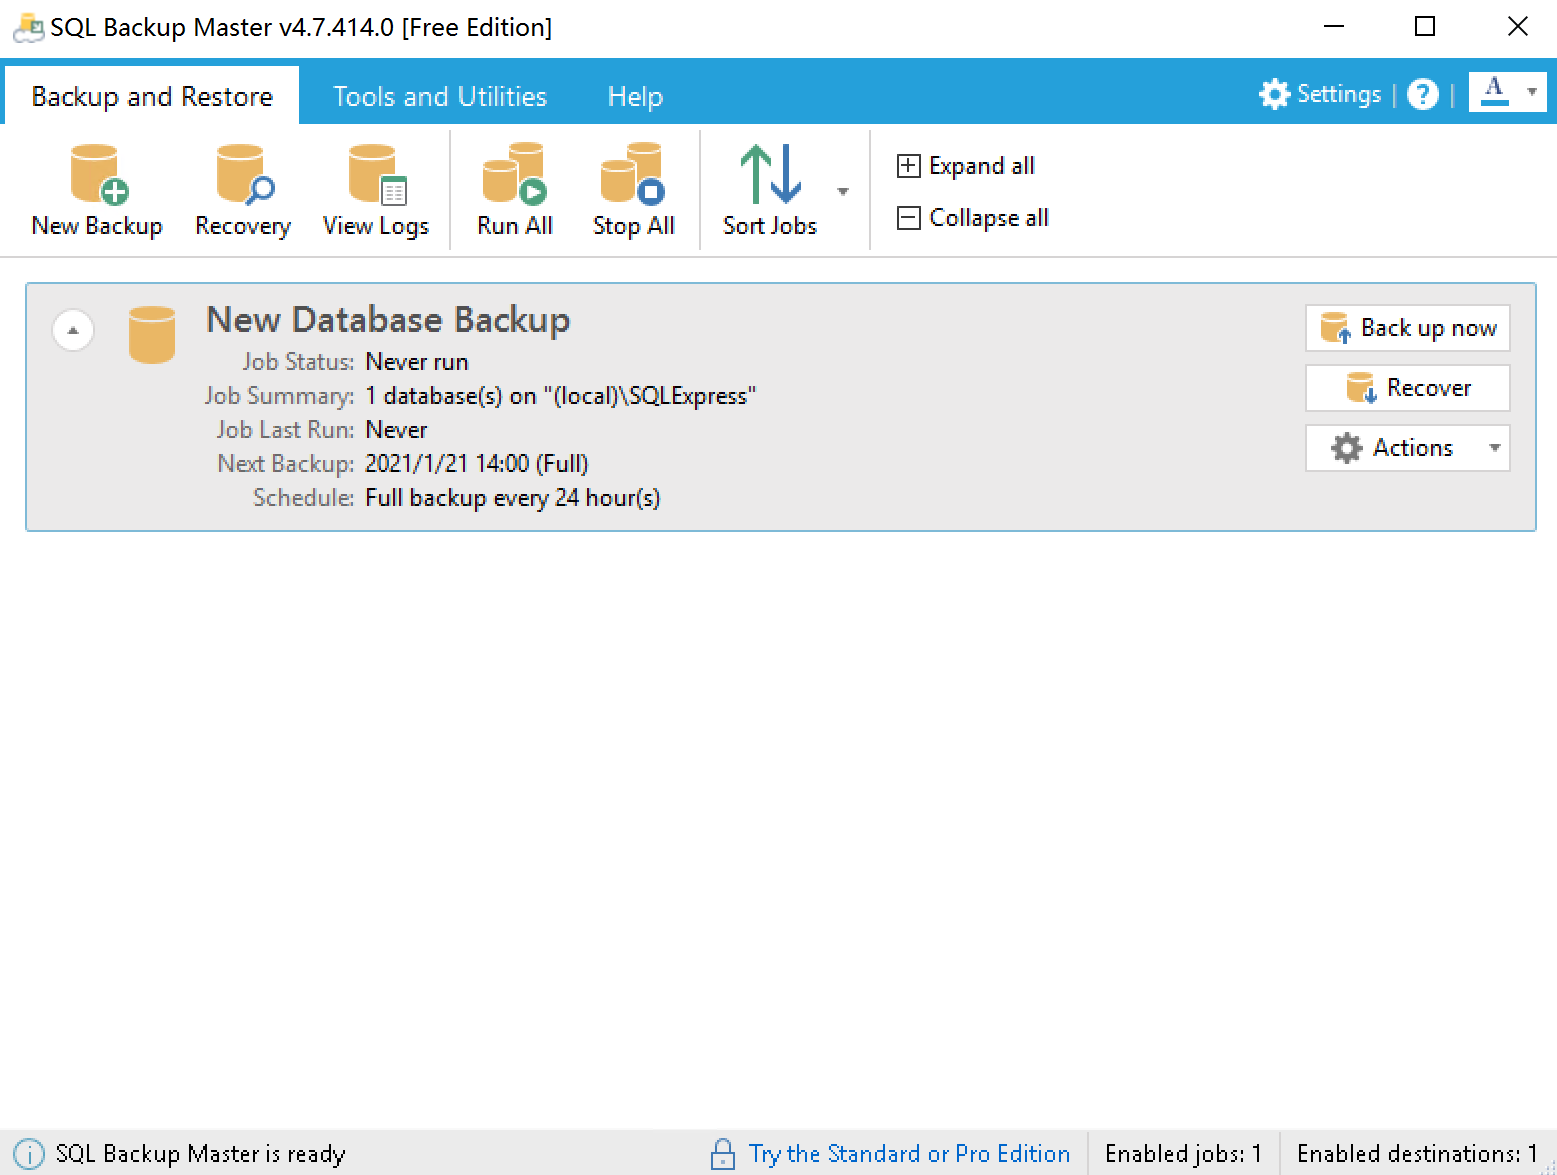 SQL Backup Master v4.7.414.0 [Free Edition]
Backup and Restore
Tools and Utilities
Help
Settings | ? |
A
New Backup
Recovery
View Logs
Run All
Stop All
Sort Jobs
Expand all
Collapse all
New Database Backup
Job Status: Never run
Job Summary: 1 database(s) on "(local)\SQLExpress"
Job Last Run: Never
Next Backup: 2021/1/21 14:00 (Full)
Schedule: Full backup every 24 hour(s)
Back up now
Recover
Actions
SQL Backup Master is ready
Try the Standard or Pro Edition
Enabled jobs: 1
Enabled destinations: 1